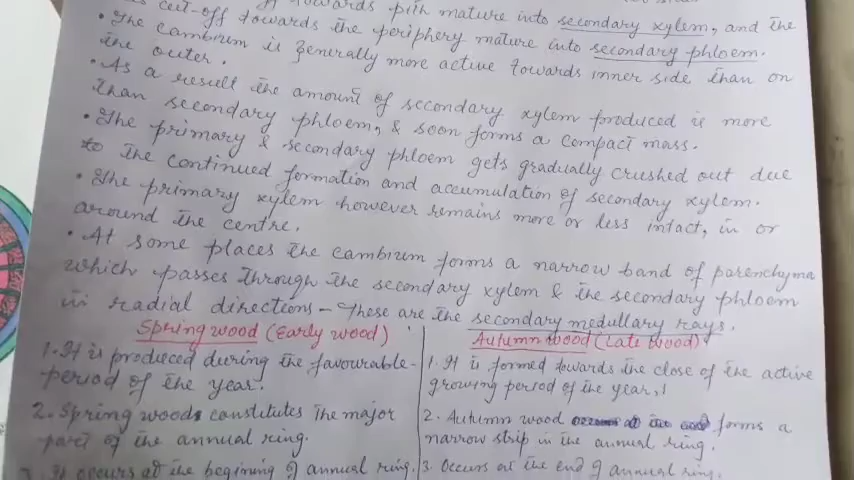 cut-off towards pith mature into secondary xylem, and the
towards the periphery mature into secondary phloem.
• The cambium is generally more active towards inner side than on
the outer.
• As a result the amount of secondary xylem produced is more
than secondary phloem, & soon forms a compact mass.
• The primary & secondary phloem gets gradually crushed out due
to the continued formation and accumulation of secondary xylem.
• The primary xylem however remains more or less intact, in or
around the centre.
• At some places the cambium forms a narrow band of parenchyma
which passes through the secondary xylem & the secondary phloem
in radial directions - These are the secondary medullary rays.
Spring wood (Early wood)
1. It is produced during the favourable-
period of the year.
2. Spring woods constitutes the major
part of the annual ring.
3. It occurs at the begining of annual ring.
Autumn wood (Late wood)
1. It is formed towards the close of the active
growing period of the year,
2. Autumn wood forms a
narrow strip in the annual ring.
3. Occurs at the end of annual ring.